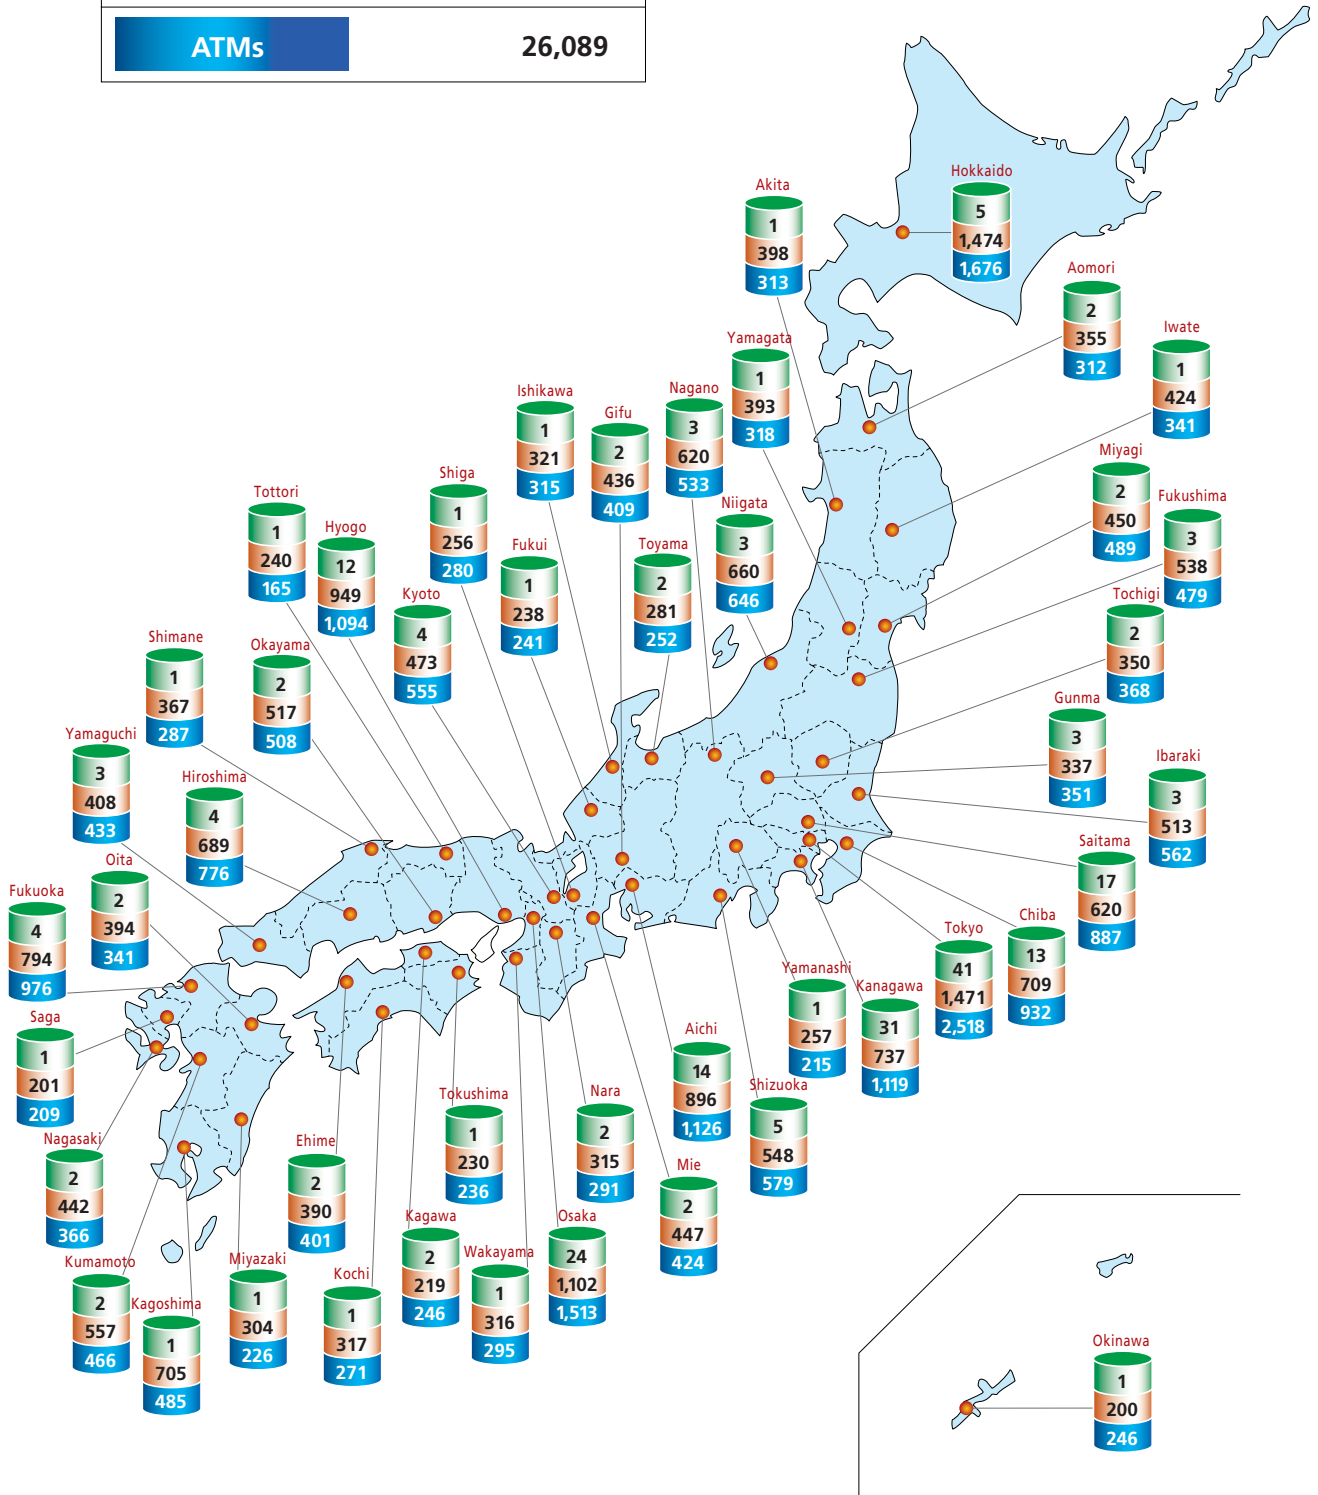 ATMs 26,089
Hokkaido
5
1,474
1,676
Akita
1
398
313
Aomori
2
355
312
Iwate
1
424
341
Yamagata
1
393
318
Nagano
3
620
533
Ishikawa
1
321
315
Gifu
2
436
409
Miyagi
2
450
489
Shiga
1
256
280
Fukushima
3
538
479
Tottori
1
240
165
Niigata
3
660
646
Hyogo
12
949
1,094
Fukui
1
238
241
Toyama
2
281
252
Kyoto
4
473
555
Tochigi
2
350
368
Shimane
1
367
287
Okayama
2
517
508
Gunma
3
337
351
Yamaguchi
3
408
433
Ibaraki
3
513
562
Hiroshima
4
689
776
Saitama
17
620
887
Oita
2
394
341
Fukuoka
4
794
976
Chiba
13
709
932
Tokyo
41
1,471
2,518
Yamanashi
1
257
215
Kanagawa
31
737
1,119
Saga
1
201
209
Aichi
14
896
1,126
Shizuoka
5
548
579
Tokushima
1
230
236
Nara
2
315
291
Nagasaki
2
442
366
Ehime
2
390
401
Mie
2
447
424
Kagawa
2
219
246
Osaka
24
1,102
1,513
Wakayama
1
316
295
Kumamoto
2
557
466
Miyazaki
1
304
226
Kochi
1
317
271
Kagoshima
1
705
485
Okinawa
1
200
246